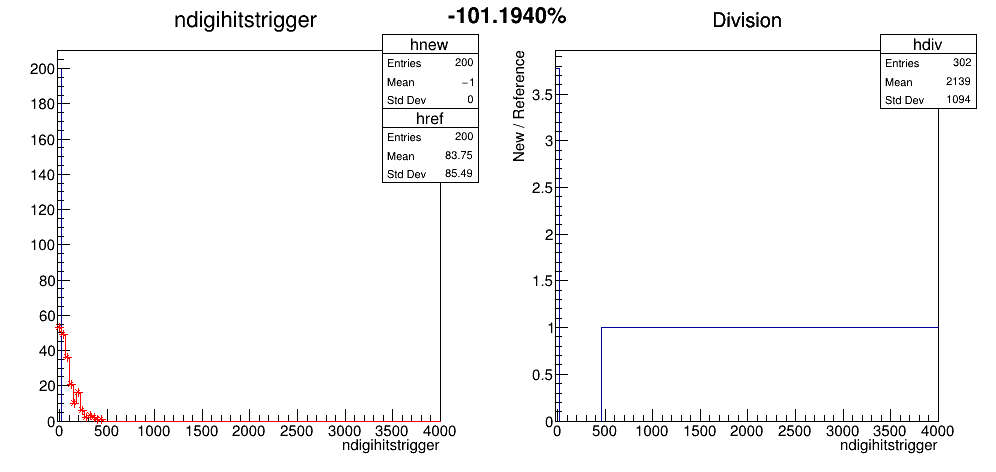 -101.1940%
ndigihitstrigger
hnew
Entries 200
Mean −1
Std Dev 0
href
Entries 200
Mean 83.75
Std Dev 85.49
200
180
160
140
120
100
80
60
40
20
0
0 500 1000 1500 2000 2500 3000 3500 4000
ndigihitstrigger
Division
hdiv
Entries 302
Mean 2139
Std Dev 1094
New / Reference
3.5
3
2.5
2
1.5
1
0.5
0
0 500 1000 1500 2000 2500 3000 3500 4000
ndigihitstrigger